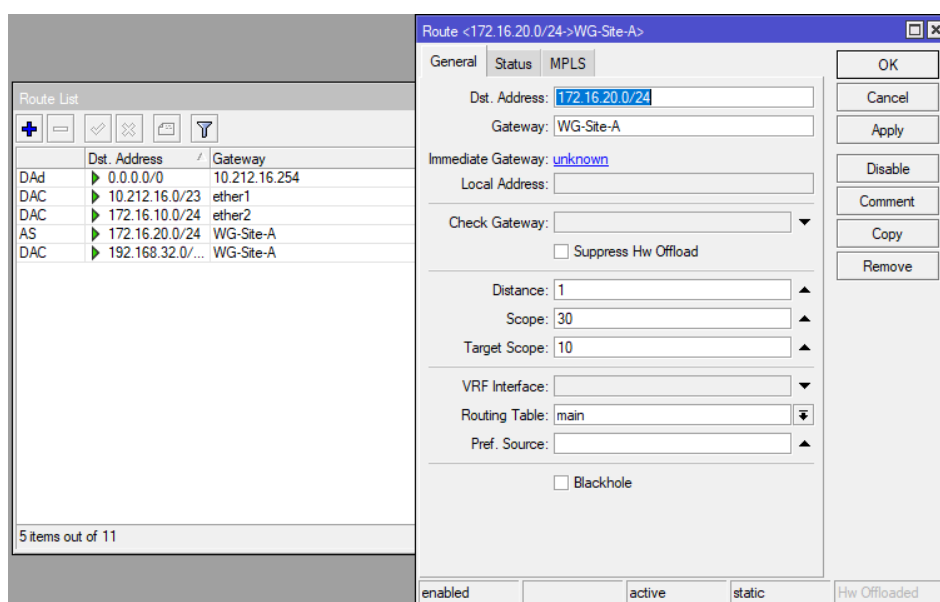 Route List
Dst. Address / Gateway
DAd 0.0.0.0/0 10.212.16.254
DAC 10.212.16.0/23 ether1
DAC 172.16.10.0/24 ether2
AS 172.16.20.0/24 WG-Site-A
DAC 192.168.32.0/... WG-Site-A
5 items out of 11
Route <172.16.20.0/24->WG-Site-A>
General Status MPLS
Dst. Address: 172.16.20.0/24
Gateway: WG-Site-A
Immediate Gateway: unknown
Local Address:
Check Gateway:
Suppress Hw Offload
Distance: 1
Scope: 30
Target Scope: 10
VRF Interface:
Routing Table: main
Pref. Source:
Blackhole
OK
Cancel
Apply
Disable
Comment
Copy
Remove
enabled active static Hw Offloaded